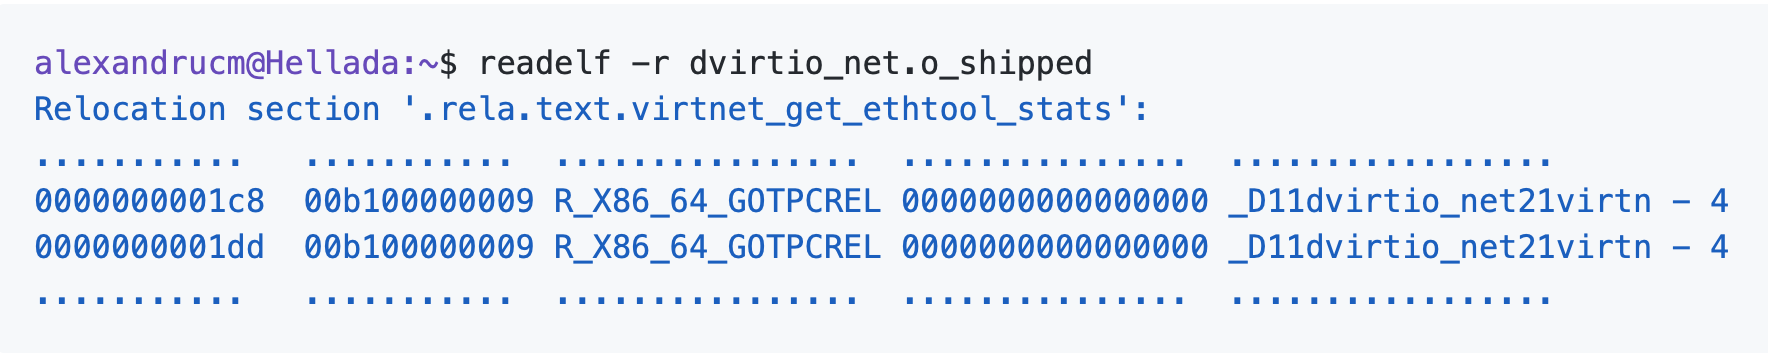 alexandrucm@Hellada:~$ readelf -r dvirtio_net.o_shipped
Relocation section '.rela.text.virtnet_get_ethtool_stats':
........... ........... ................ ............... .................
0000000001c8 00b100000009 R_X86_64_GOTPCREL 0000000000000000 _D11dvirtio_net21virtn - 4
0000000001dd 00b100000009 R_X86_64_GOTPCREL 0000000000000000 _D11dvirtio_net21virtn - 4
........... ........... ................ ............... .................